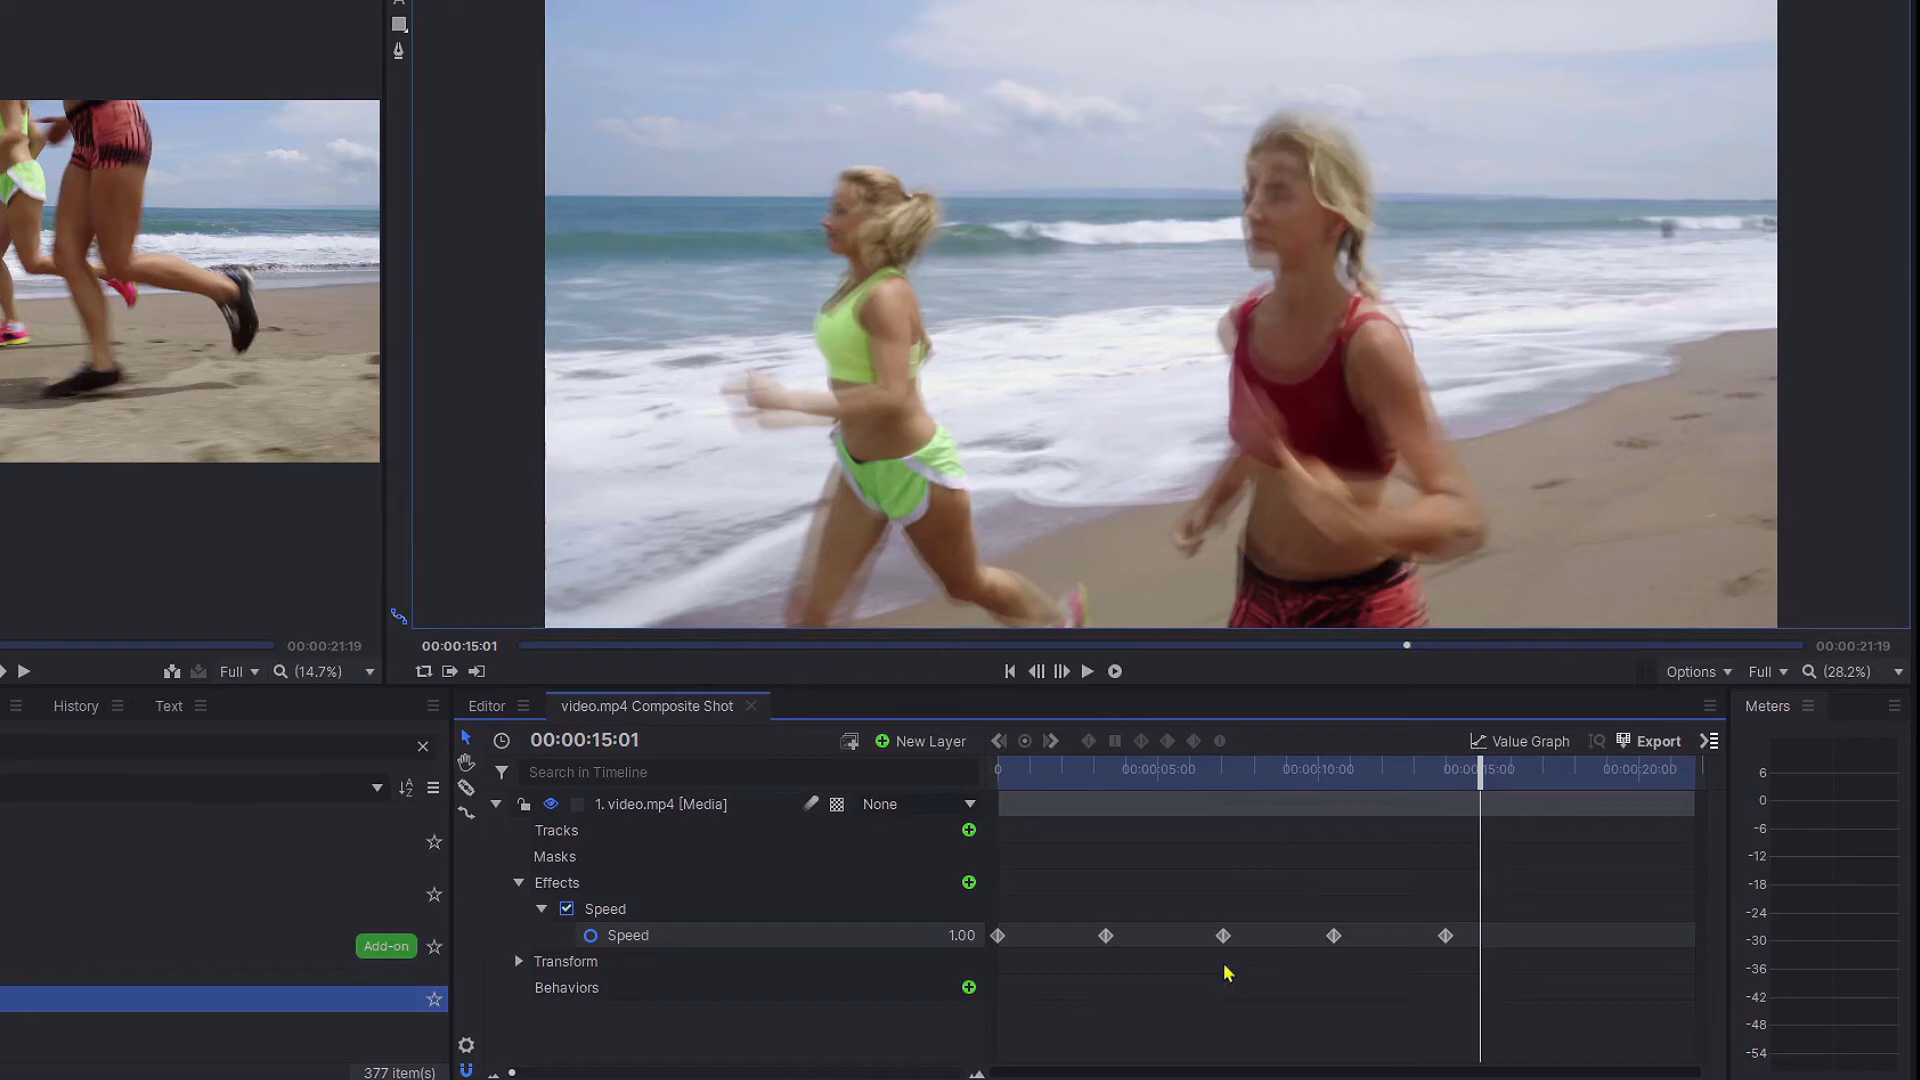 00:00:21:19
Full
(14.7%)
00:00:15:01
00:00:21:19
Options
Full
(28.2%)
History
Text
Editor
video.mp4 Composite Shot
Meters
00:00:15:01
New Layer
Value Graph
Export
Search in Timeline
0
00:00:05:00
00:00:10:00
00:00:15:00
00:00:20:00
1. video.mp4 [Media]
None
Tracks
Masks
Effects
Speed
Speed
1.00
Transform
Behaviors
Add-on
377 item(s)
6
0
-6
-12
-18
-24
-30
-36
-42
-48
-54